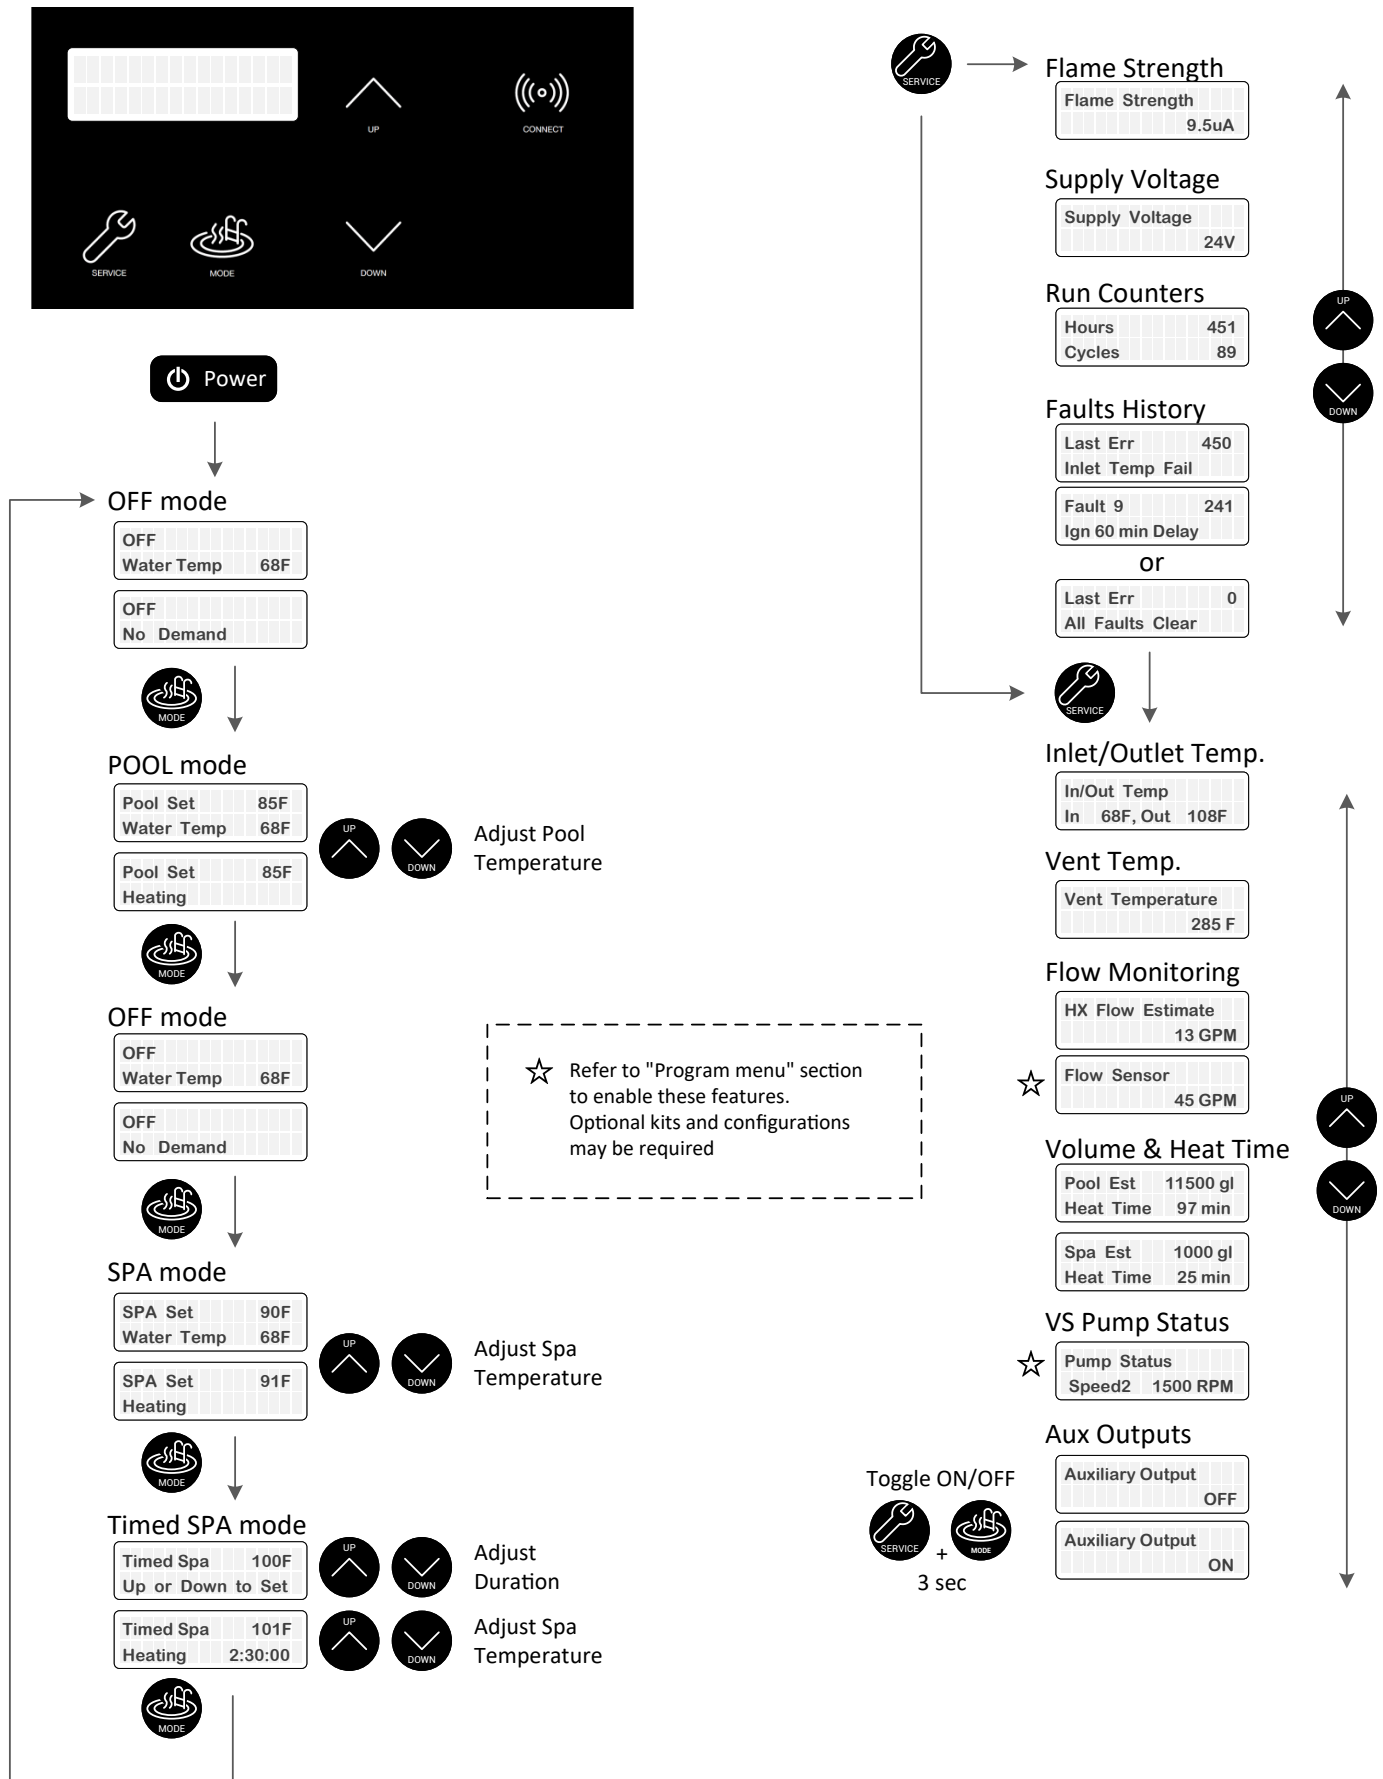 UP
CONNECT
SERVICE
MODE
DOWN
Power
OFF mode
OFF
Water Temp 68F
OFF
No Demand
MODE
POOL mode
Pool Set 85F
Water Temp 68F
Pool Set 85F
Heating
UP
DOWN
Adjust Pool
Temperature
MODE
OFF mode
OFF
Water Temp 68F
OFF
No Demand
MODE
☆ Refer to "Program menu" section
to enable these features.
Optional kits and configurations
may be required
SPA mode
SPA Set 90F
Water Temp 68F
SPA Set 91F
Heating
UP
DOWN
Adjust Spa
Temperature
MODE
Timed SPA mode
Timed Spa 100F
Up or Down to Set
UP
DOWN
Adjust
Duration
Timed Spa 101F
Heating 2:30:00
UP
DOWN
Adjust Spa
Temperature
MODE
SERVICE
Flame Strength
Flame Strength
9.5uA
Supply Voltage
Supply Voltage
24V
Run Counters
Hours 451
Cycles 89
UP
DOWN
Faults History
Last Err 450
Inlet Temp Fail
Fault 9 241
Ign 60 min Delay
or
Last Err 0
All Faults Clear
SERVICE
Inlet/Outlet Temp.
In/Out Temp
In 68F, Out 108F
Vent Temp.
Vent Temperature
285 F
Flow Monitoring
HX Flow Estimate
13 GPM
☆ Flow Sensor
45 GPM
UP
DOWN
Volume & Heat Time
Pool Est 11500 gl
Heat Time 97 min
Spa Est 1000 gl
Heat Time 25 min
VS Pump Status
☆ Pump Status
Speed2 1500 RPM
Aux Outputs
Toggle ON/OFF
SERVICE + MODE
3 sec
Auxiliary Output
OFF
Auxiliary Output
ON